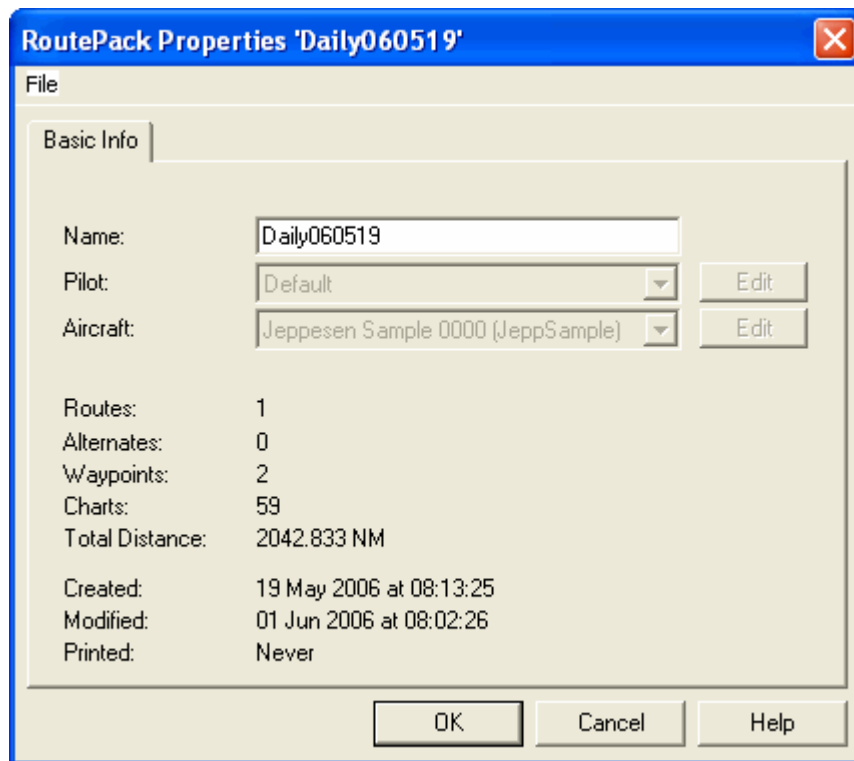 RoutePack Properties 'Daily060519'
File
Basic Info
Name: Daily060519
Pilot: Default Edit
Aircraft: Jeppesen Sample 0000 (JeppSample) Edit
Routes: 1
Alternates: 0
Waypoints: 2
Charts: 59
Total Distance: 2042.833 NM
Created: 19 May 2006 at 08:13:25
Modified: 01 Jun 2006 at 08:02:26
Printed: Never
OK Cancel Help